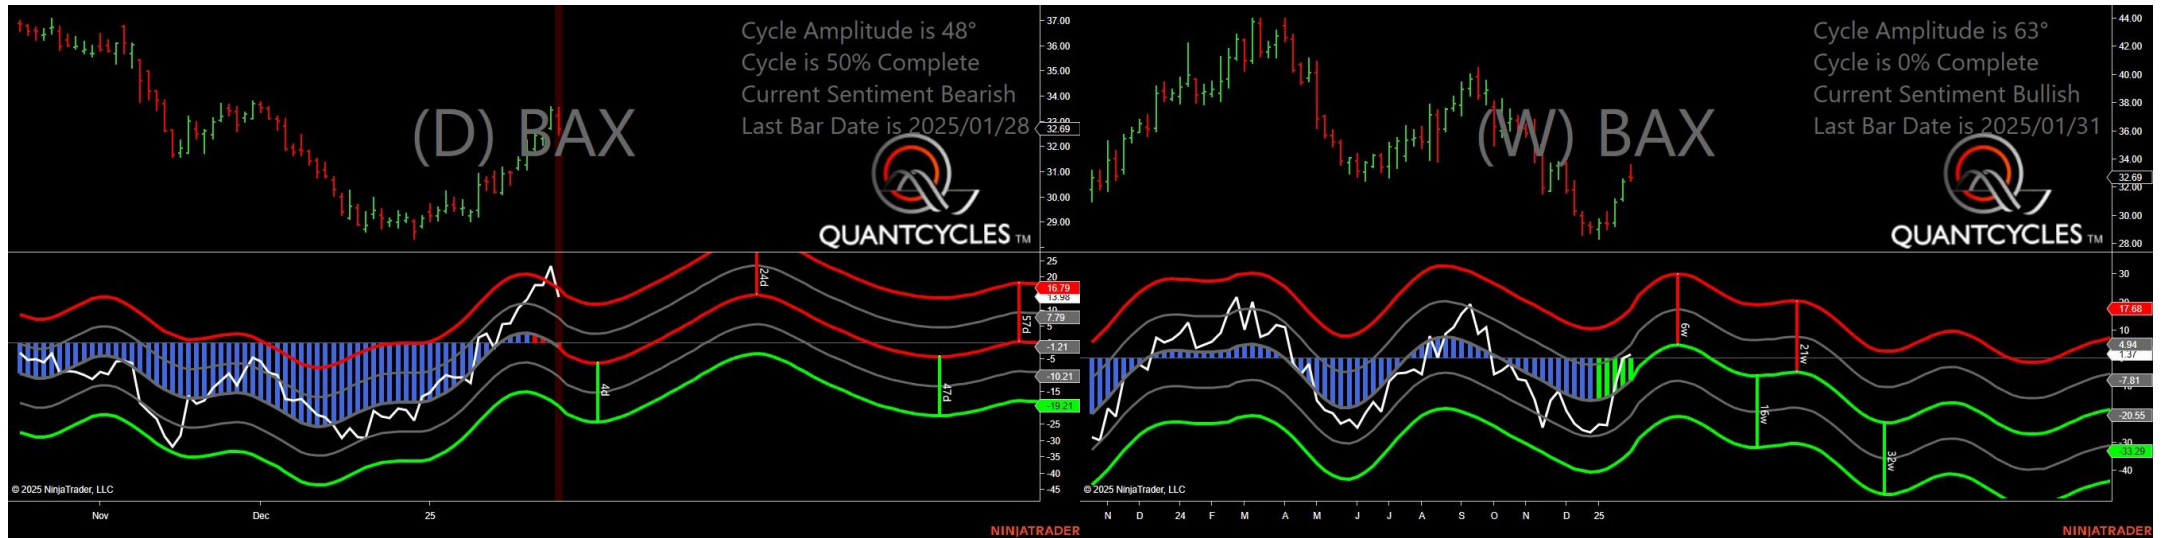 Cycle Amplitude is 48°
Cycle is 50% Complete
Current Sentiment Bearish
Last Bar Date is 2025/01/28
(D) BAX
QUANTCYCLES TM
37.00
36.00
35.00
34.00
33.00
32.69
32.00
31.00
30.00
29.00
24d
57d
4d
47d
25
20
16.79
13.98
7.79
5
-1.21
-5
-10.21
-15
-19.21
-25
-30
-35
-40
-45
© 2025 NinjaTrader, LLC
Nov
Dec
25
NINJATRADER
Cycle Amplitude is 63°
Cycle is 0% Complete
Current Sentiment Bullish
Last Bar Date is 2025/01/31
(W) BAX
QUANTCYCLES TM
44.00
42.00
40.00
38.00
36.00
34.00
32.69
32.00
30.00
28.00
6w
21w
16w
32w
30
17.68
10
4.94
1.37
-7.81
-20.55
-33.29
-40
© 2025 NinjaTrader, LLC
N D 24 F M A M J J A S O N D 25
NINJATRADER